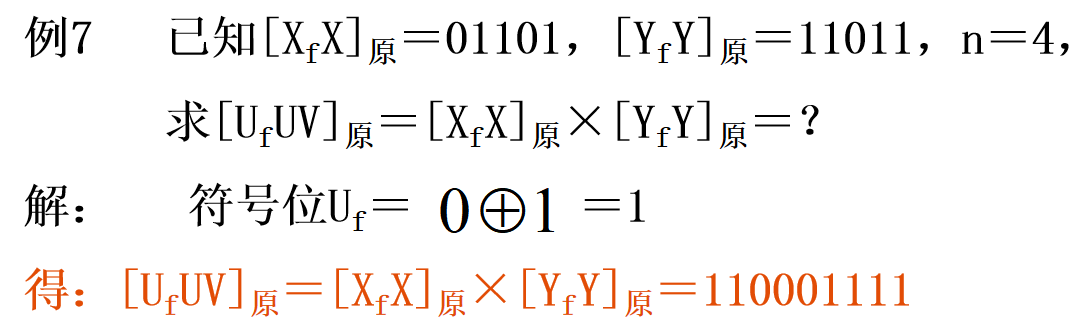 例7 已知[XfX]原=01101，[YfY]原=11011，n=4，
求[UfUV]原=[XfX]原×[YfY]原=？
解： 符号位Uf= 0⊕1 =1
得：[UfUV]原=[XfX]原×[YfY]原=110001111